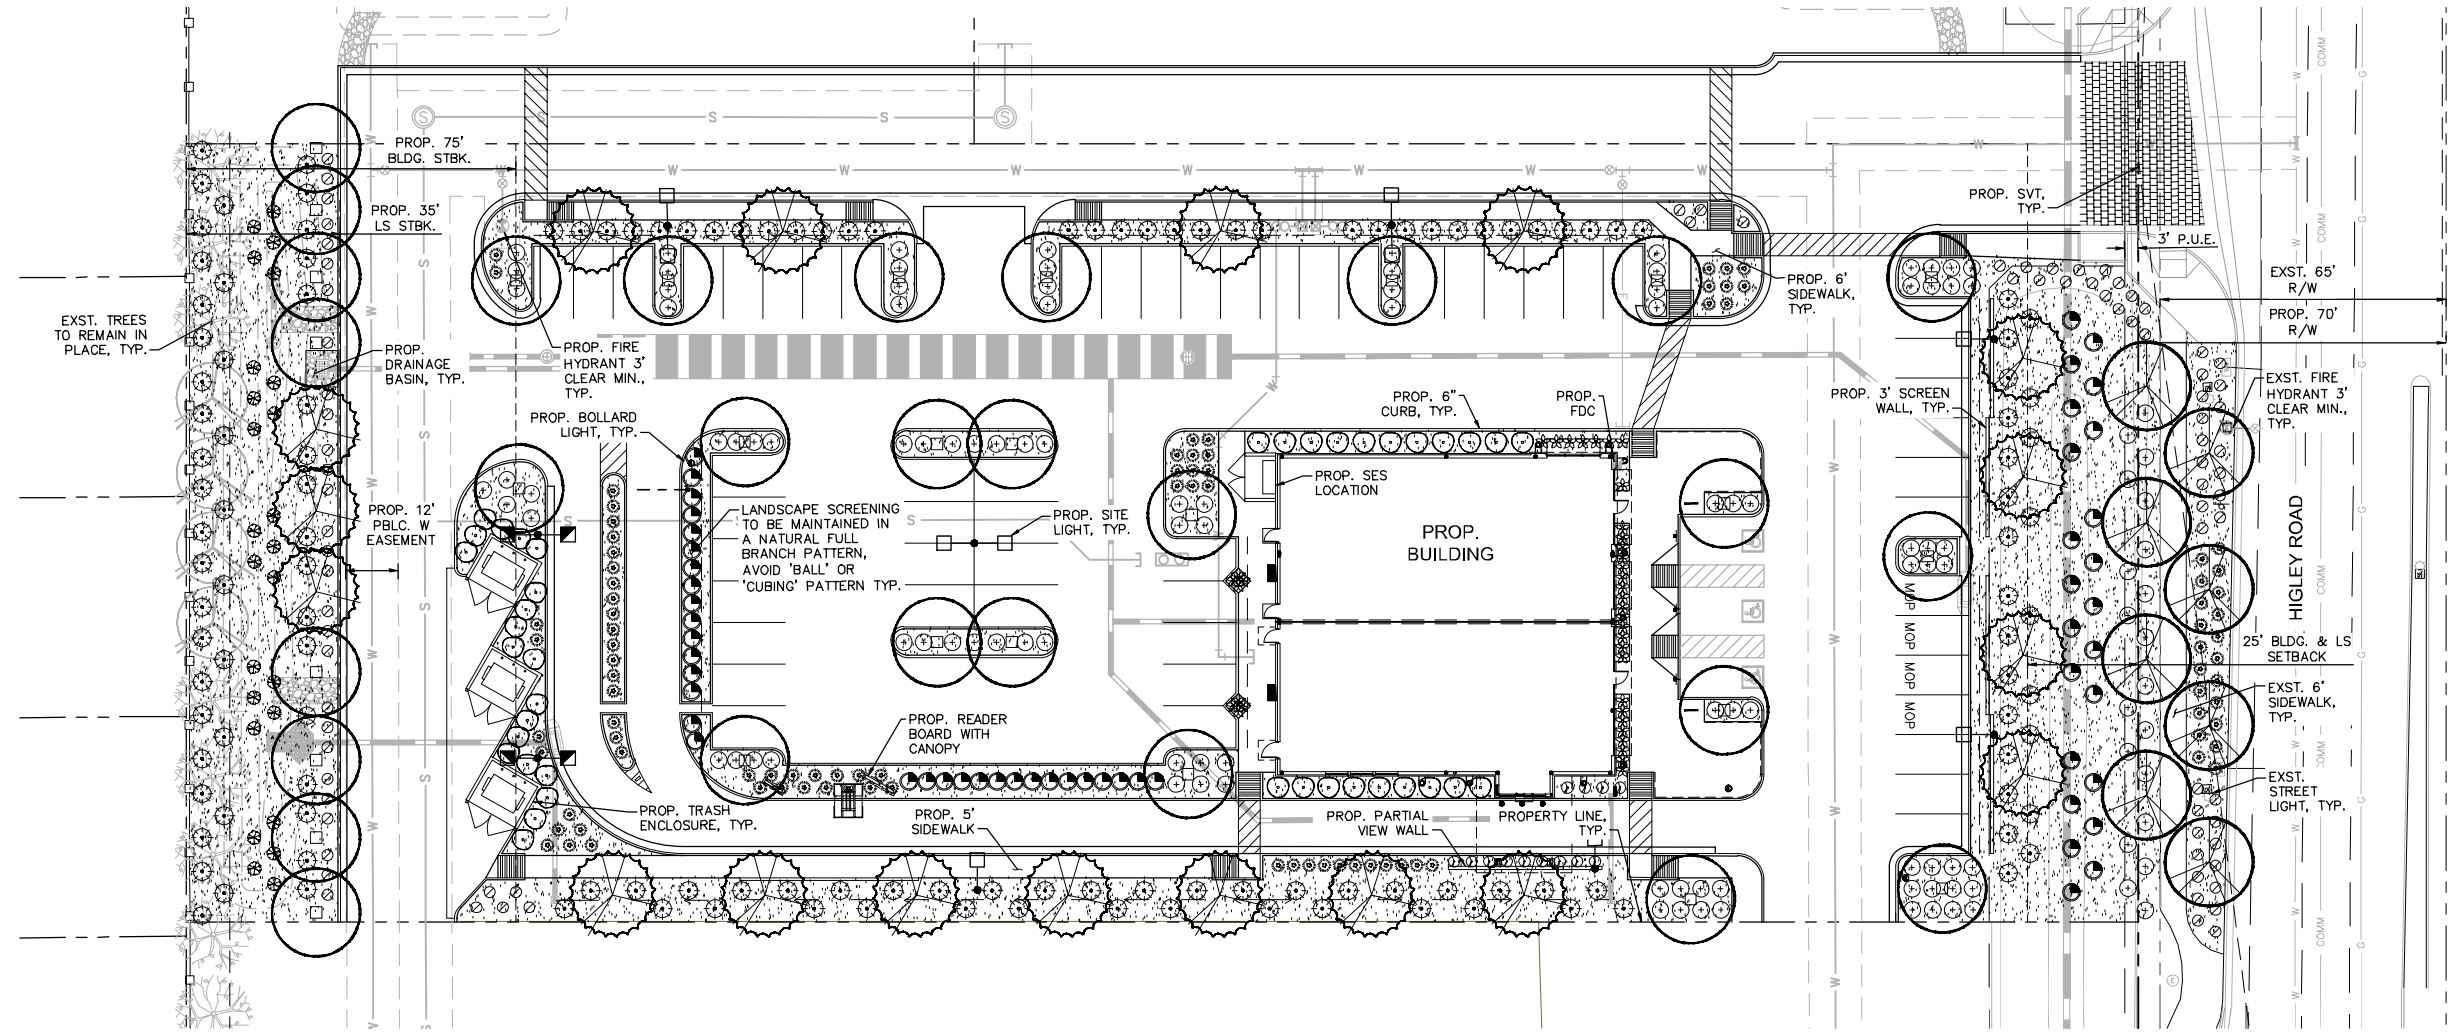 PROP. 75'
BLDG. STBK.
PROP. 35'
LS STBK.
EXST. TREES
TO REMAIN IN
PLACE, TYP.
PROP.
DRAINAGE
BASIN, TYP.
PROP. FIRE
HYDRANT 3'
CLEAR MIN.,
TYP.
PROP. BOLLARD
LIGHT, TYP.
PROP. 12'
PBLC. W
EASEMENT
LANDSCAPE SCREENING
TO BE MAINTAINED IN
A NATURAL FULL
BRANCH PATTERN,
AVOID 'BALL' OR
'CUBING' PATTERN TYP.
PROP. SITE
LIGHT, TYP.
PROP. 6"
CURB, TYP.
PROP.
FDC
PROP. SES
LOCATION
PROP.
BUILDING
PROP. READER
BOARD WITH
CANOPY
PROP. TRASH
ENCLOSURE, TYP.
PROP. 5'
SIDEWALK
PROP. PARTIAL
VIEW WALL
PROPERTY LINE,
TYP.
PROP. SVT,
TYP.
3' P.U.E.
PROP. 6'
SIDEWALK,
TYP.
EXST. 65'
R/W
PROP. 70'
R/W
PROP. 3' SCREEN
WALL, TYP.
EXST. FIRE
HYDRANT 3'
CLEAR MIN.,
TYP.
MOP
MOP
MOP
MOP
HIGLEY ROAD
25' BLDG. & LS
SETBACK
EXST. 6'
SIDEWALK,
TYP.
EXST.
STREET
LIGHT, TYP.
S
S
S
S
S
S
S
S
S
S
S
W
W
W
W
W
W
W
W
W
W
W
W
W
COMM
COMM
COMM
COMM
COMM
G
G
G
G
G
E